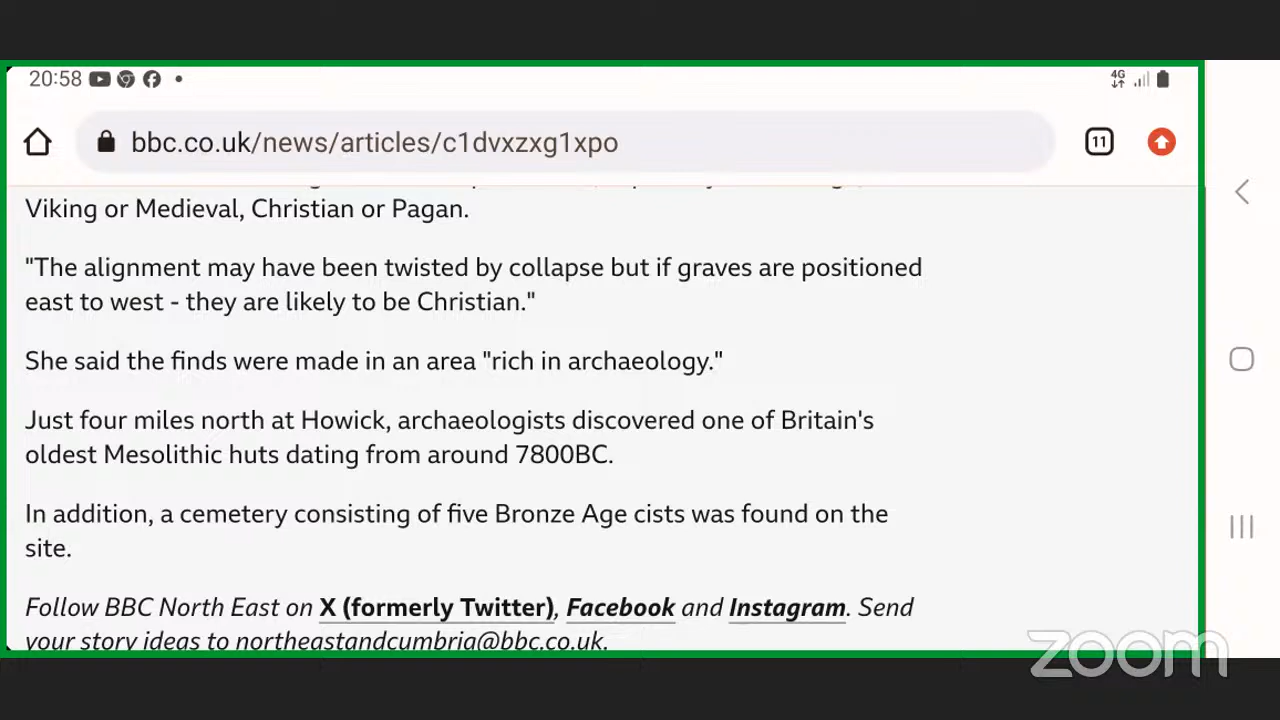 20:58
4G
bbc.co.uk/news/articles/c1dvxzxg1xpo
11
Viking or Medieval, Christian or Pagan.
"The alignment may have been twisted by collapse but if graves are positioned
east to west - they are likely to be Christian."
She said the finds were made in an area "rich in archaeology."
Just four miles north at Howick, archaeologists discovered one of Britain's
oldest Mesolithic huts dating from around 7800BC.
In addition, a cemetery consisting of five Bronze Age cists was found on the
site.
Follow BBC North East on X (formerly Twitter), Facebook and Instagram. Send
your story ideas to northeastandcumbria@bbc.co.uk.
zoom